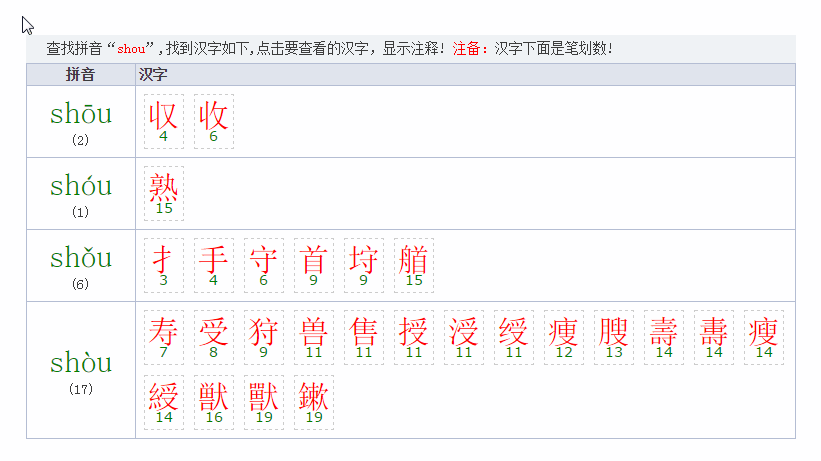 查找拼音“shou”,找到汉字如下,点击要查看的汉字，显示注释! 注备：汉字下面是笔划数!
拼音 汉字
shōu
(2)
収 收
4 6
shóu
(1)
熟
15
shǒu
(6)
扌 手 守 首 垨 艏
3 4 6 9 9 15
shòu
(17)
寿 受 狩 兽 售 授 涭 绶 瘦 膄 壽 夀 瘦
7 8 9 11 11 11 11 11 12 13 14 14 14
綬 獣 獸 鏉
14 16 19 19